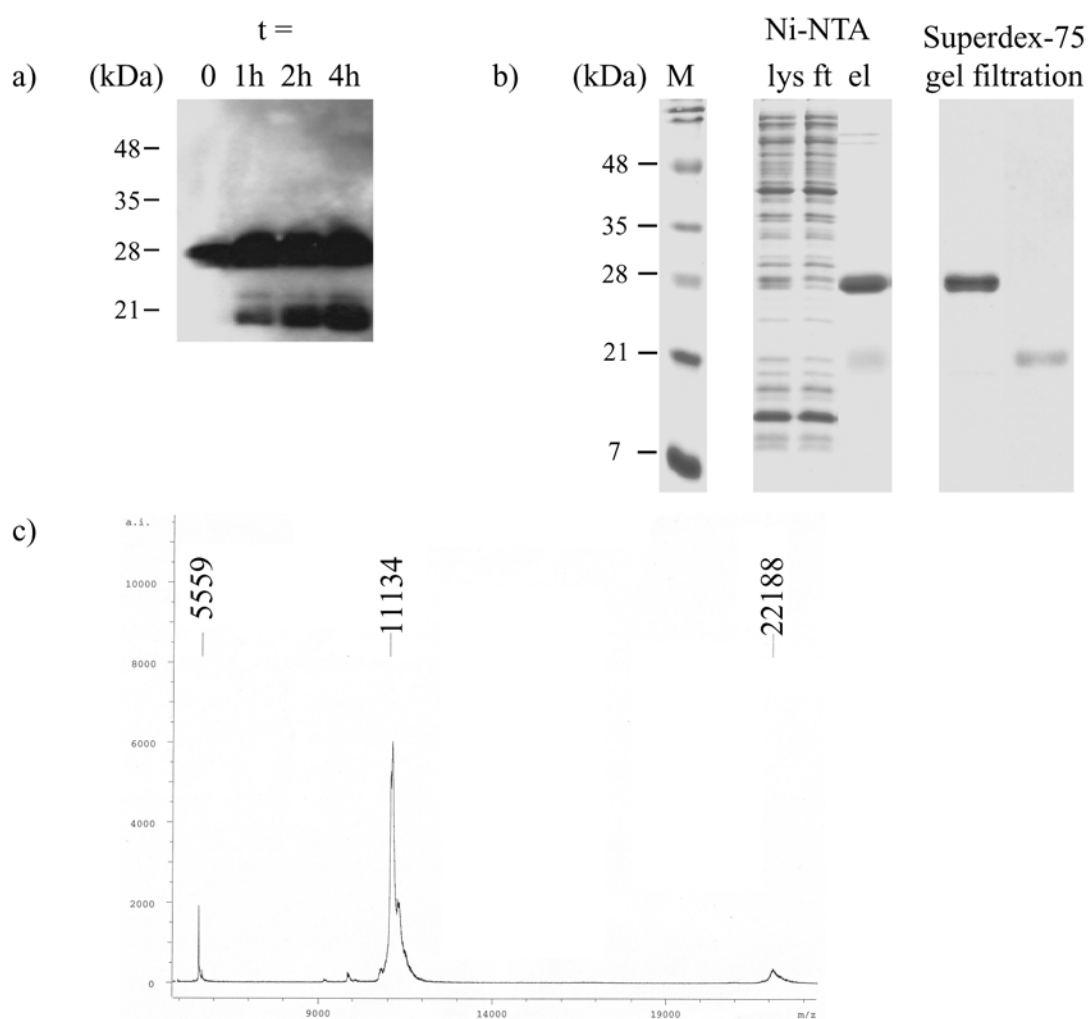 t =
a) (kDa) 0 1h 2h 4h
48
35
28
21
Ni-NTA
Superdex-75
b) (kDa) M lys ft el gel filtration
48
35
28
21
7
c)
a.i.
10000
8000
6000
4000
2000
0
5559
11134
22188
9000 14000 19000 m/z